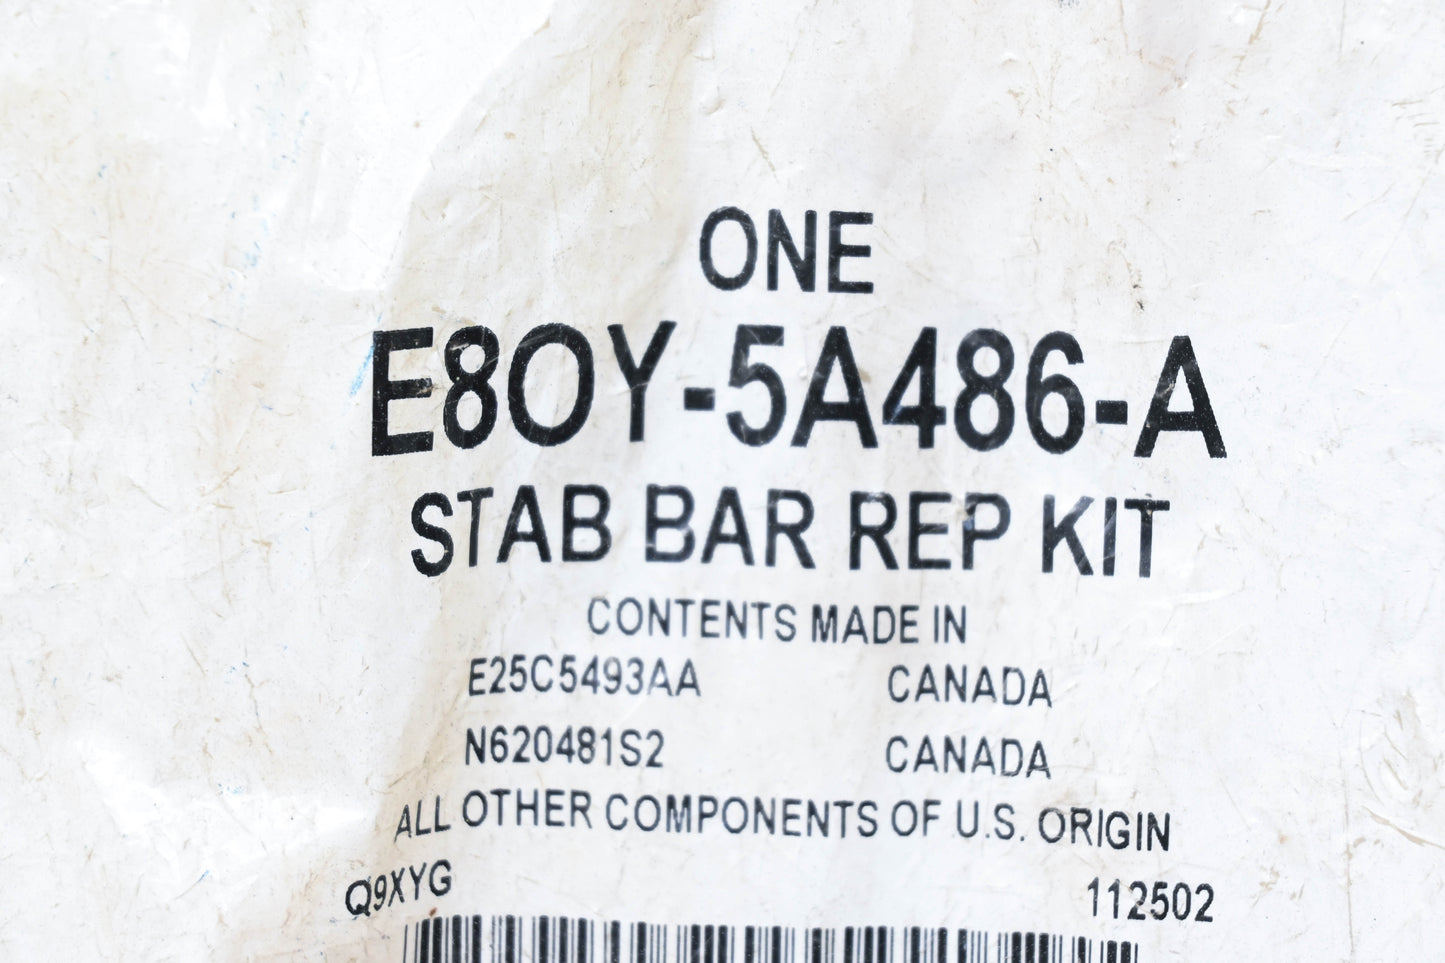 ONE
E8OY-5A486-A
STAB BAR REP KIT
CONTENTS MADE IN
E25C5493AA CANADA
N620481S2 CANADA
ALL OTHER COMPONENTS OF U.S. ORIGIN
Q9XYG 112502